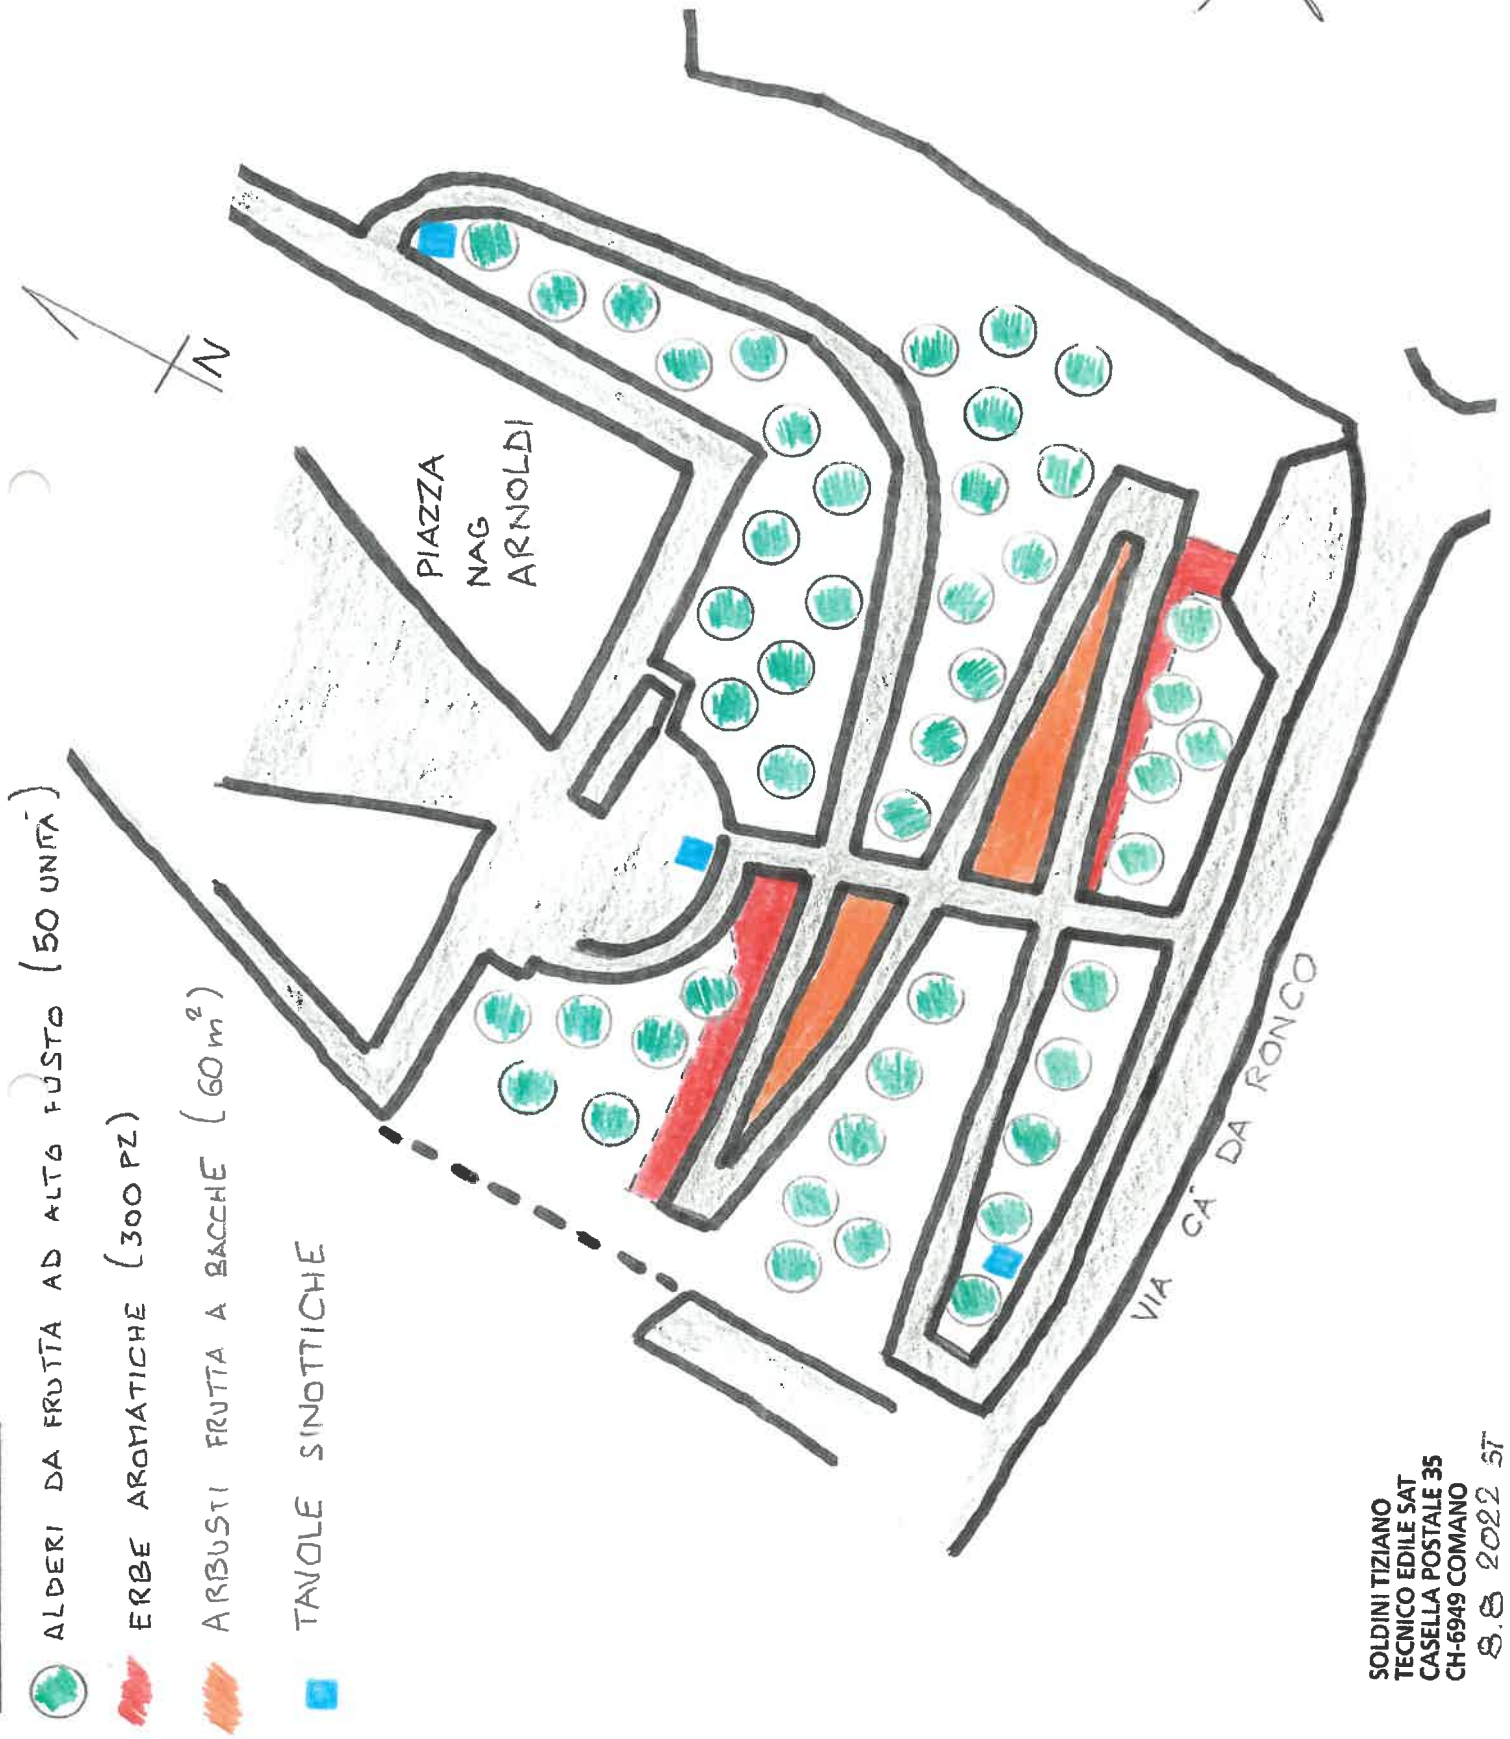 ALDERI DA FRUTTA AD ALTO FUSTO (50 UNITÀ)
ERBE AROMATICHE (300 PZ)
ARBUSTI FRUTTA A BACCHE (60 m²)
TAVOLE SINOTTICHE
N
PIAZZA
NAG
ARNOLDI
VIA CA' DA RONCO
SOLDINI TIZIANO
TECNICO EDILE SAT
CASELLA POSTALE 35
CH-6949 COMANO
8.8 2022 ST